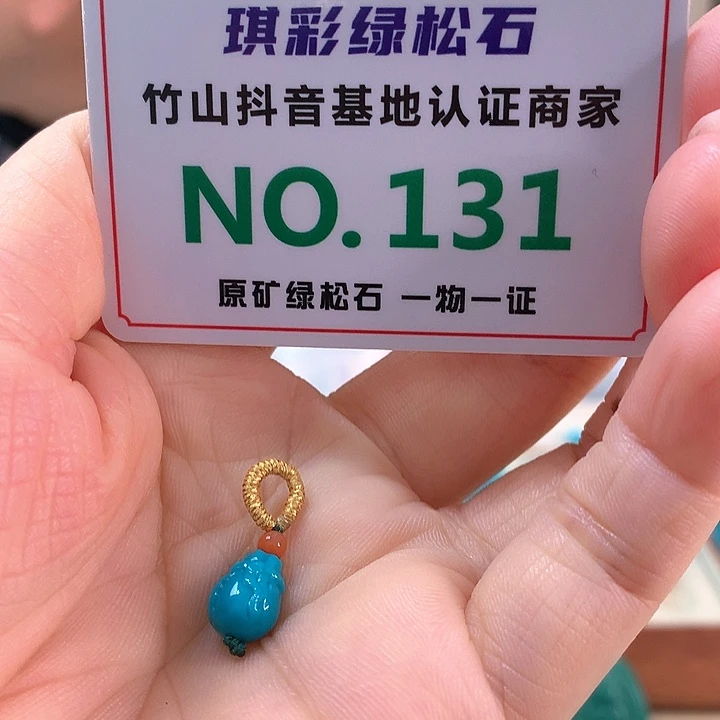 琪彩绿松石
竹山抖音基地认证商家
NO.131
原矿绿松石 一物一证